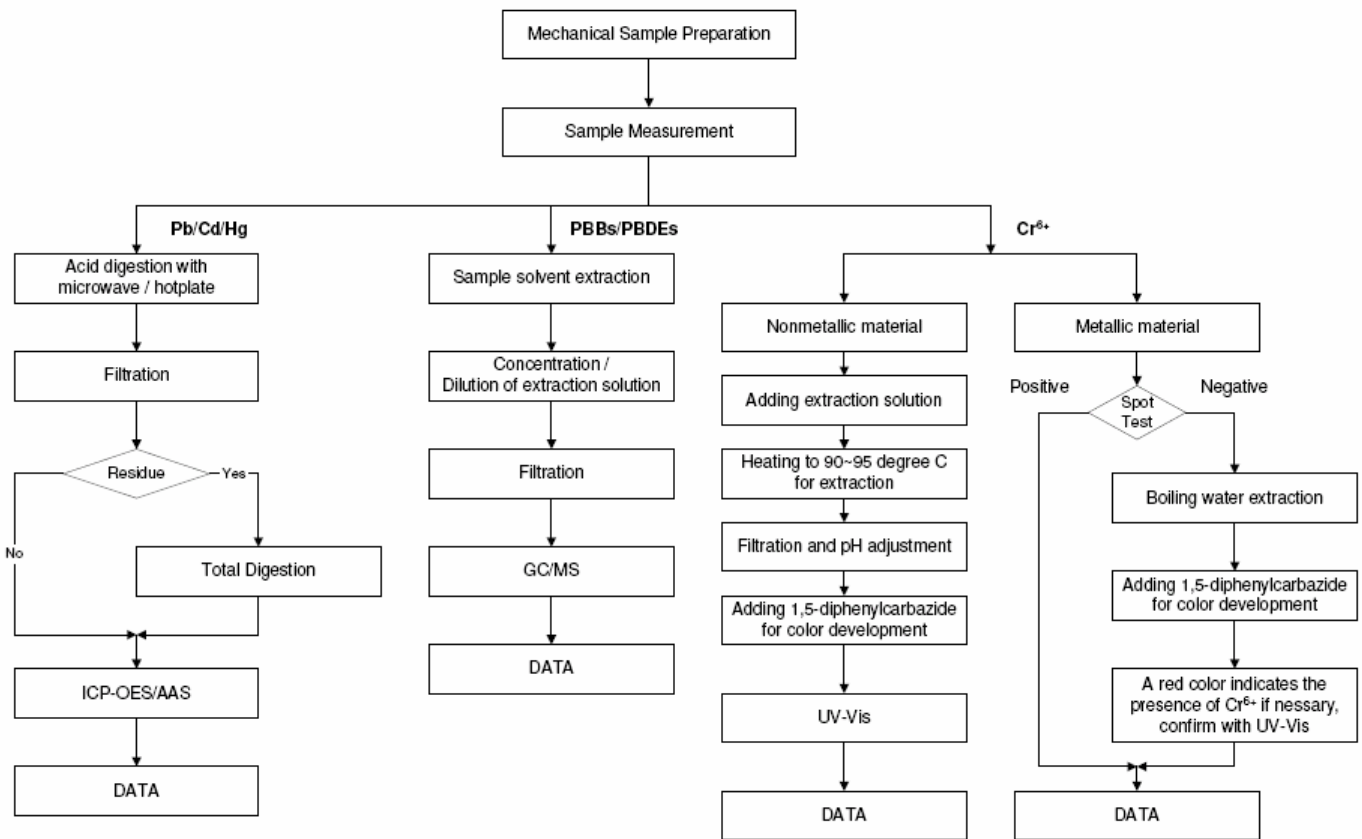 Mechanical Sample Preparation
Sample Measurement
Pb/Cd/Hg
Acid digestion with
microwave / hotplate
Filtration
Residue
Yes
No
Total Digestion
ICP-OES/AAS
DATA
PBBs/PBDEs
Sample solvent extraction
Concentration /
Dilution of extraction solution
Filtration
GC/MS
DATA
Cr⁶⁺
Nonmetallic material
Adding extraction solution
Heating to 90~95 degree C
for extraction
Filtration and pH adjustment
Adding 1,5-diphenylcarbazide
for color development
UV-Vis
DATA
Metallic material
Positive
Negative
Spot
Test
Boiling water extraction
Adding 1,5-diphenylcarbazide
for color development
A red color indicates the
presence of Cr⁶⁺ if nessary,
confirm with UV-Vis
DATA